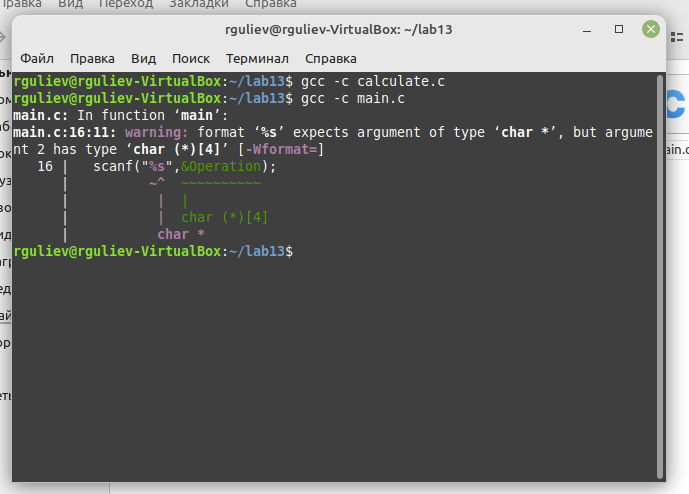 Правка Вид Переход Закладки Справка
rguliev@rguliev-VirtualBox: ~/lab13
Файл Правка Вид Поиск Терминал Справка
rguliev@rguliev-VirtualBox:~/lab13$ gcc -c calculate.c
rguliev@rguliev-VirtualBox:~/lab13$ gcc -c main.c
main.c: In function ‘main’:
main.c:16:11: warning: format ‘%s’ expects argument of type ‘char *’, but argume
nt 2 has type ‘char (*)[4]’ [-Wformat=]
16 | scanf("%s",&Operation);
| ~^ ~~~~~~~~~~
| | |
| | char (*)[4]
| char *
rguliev@rguliev-VirtualBox:~/lab13$